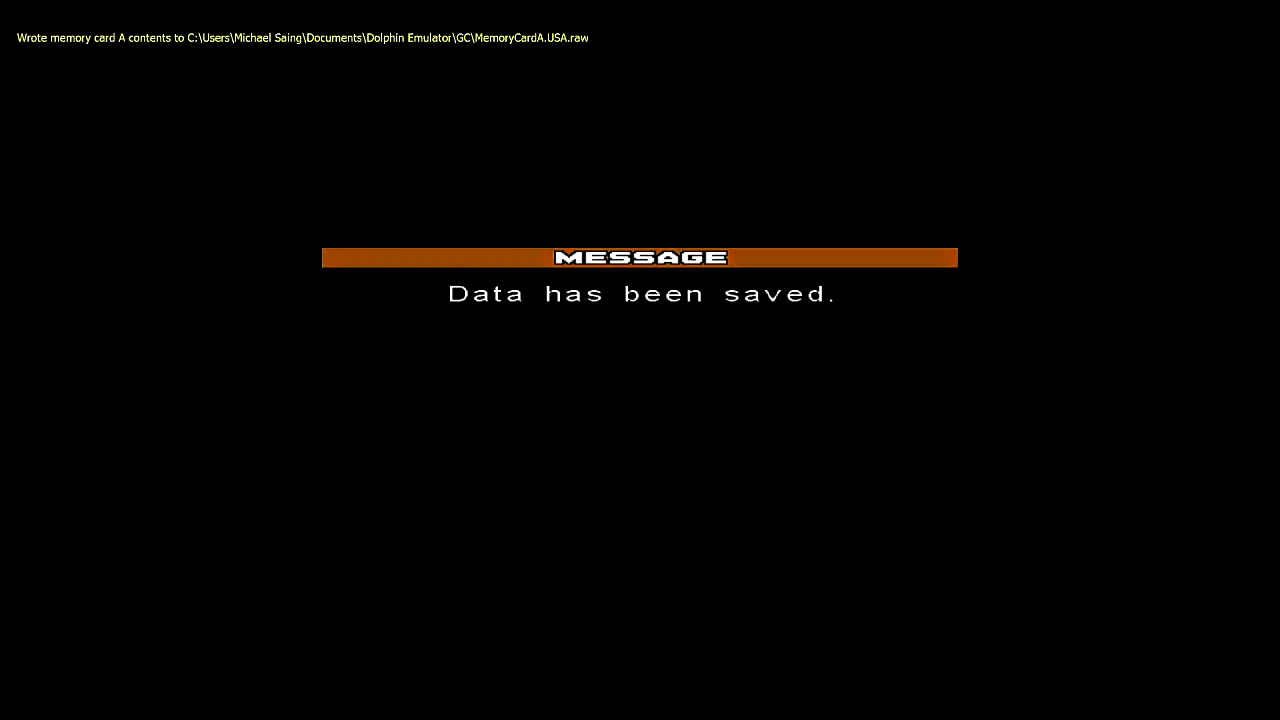 Wrote memory card A contents to C:\Users\Michael Saing\Documents\Dolphin Emulator\GC\MemoryCardA.USA.raw
MESSAGE
Data has been saved.